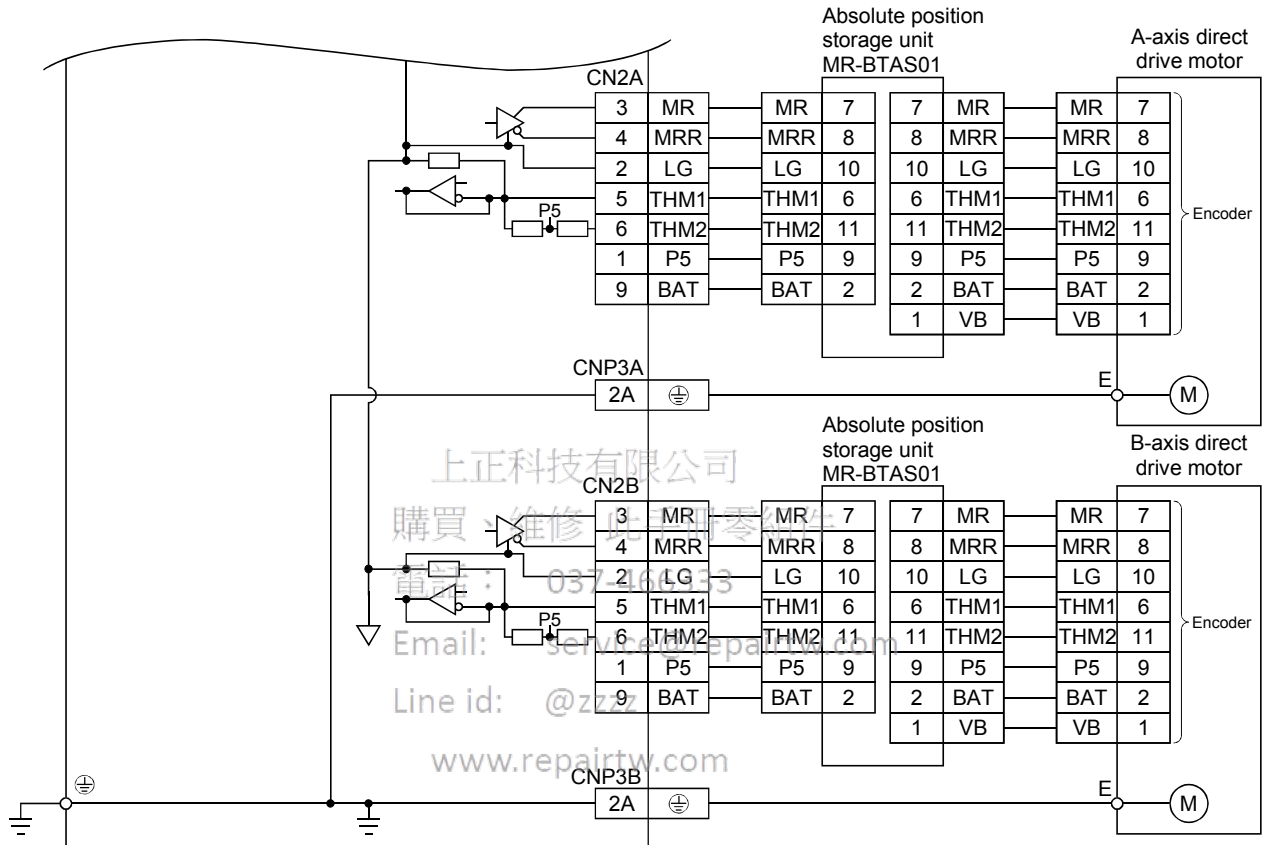 Absolute position
storage unit
MR-BTAS01
A-axis direct
drive motor
CN2A
3 MR MR 7 7 MR MR 7
4 MRR MRR 8 8 MRR MRR 8
2 LG LG 10 10 LG LG 10
5 THM1 THM1 6 6 THM1 THM1 6
P5
6 THM2 THM2 11 11 THM2 THM2 11
Encoder
1 P5 P5 9 9 P5 P5 9
9 BAT BAT 2 2 BAT BAT 2
1 VB VB 1
CNP3A
2A E M
Absolute position
storage unit
MR-BTAS01
B-axis direct
drive motor
上正科技有限公司
CN2B
3 MR MR 7 7 MR MR 7
購買、維修 此手冊零組件
4 MRR MRR 8 8 MRR MRR 8
2 LG LG 10 10 LG LG 10
電話： 037-466333
5 THM1 THM1 6 6 THM1 THM1 6
P5
6 THM2 THM2 11 11 THM2 THM2 11
Encoder
Email: service@repairtw.com
1 P5 P5 9 9 P5 P5 9
9 BAT BAT 2 2 BAT BAT 2
Line id: @zzzz
1 VB VB 1
www.repairtw.com
CNP3B
2A E M